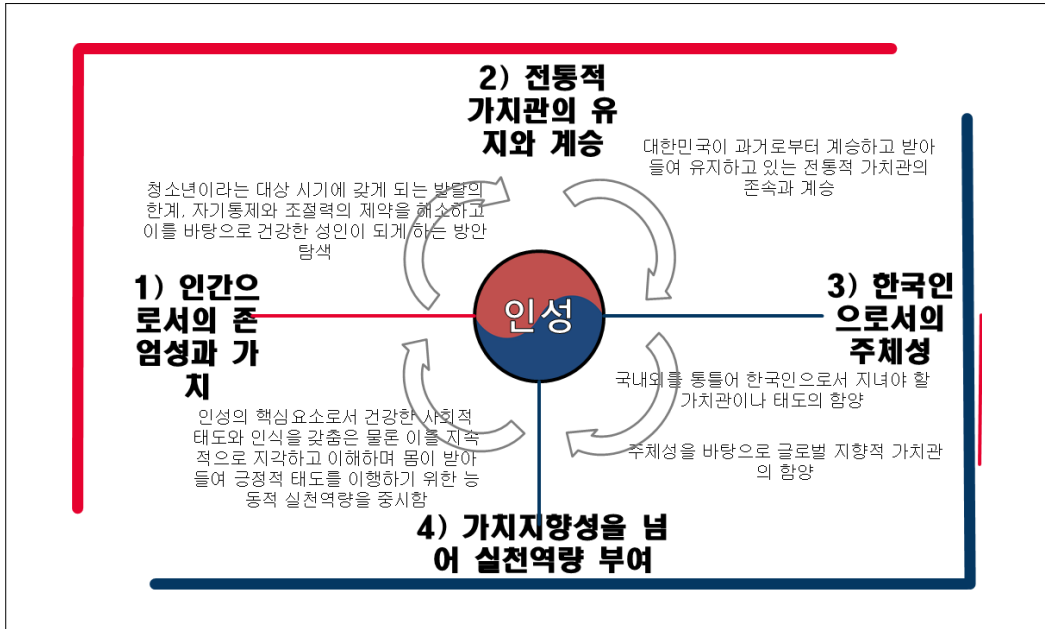 2) 전통적
가치관의 유
지와 계승
대한민국이 과거로부터 계승하고 받아
들여 유지하고 있는 전통적 가치관의
존속과 계승
청소년이라는 대상 시기에 갖게 되는 발달의
한계, 자기통제와 조절력의 제약을 해소하고
이를 바탕으로 건강한 성인이 되게 하는 방안
탐색
1) 인간으
로서의 존
엄성과 가
치
인성
3) 한국인
으로서의
주체성
국내외를 통틀어 한국인으로서 지녀야 할
가치관이나 태도의 함양
주체성을 바탕으로 글로벌 지향적 가치관
의 함양
인성의 핵심요소로서 건강한 사회적
태도와 인식을 갖춤은 물론 이를 지속
적으로 지각하고 이해하며 몸이 받아
들여 긍정적 태도를 이행하기 위한 능
동적 실천역량을 중시함
4) 가치지향성을 넘
어 실천역량 부여